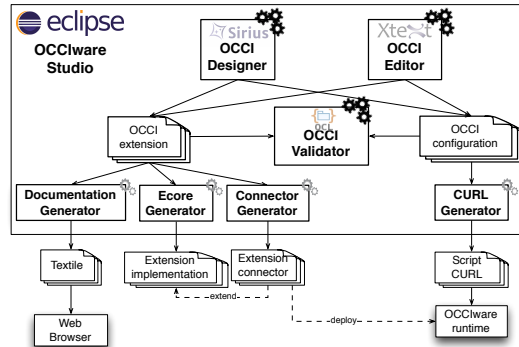 eclipse
OCCIware
Studio
Sirius
OCCI
Designer
Xtext
OCCI
Editor
OCCI
extension
OCL
OCCI
Validator
OCCI
configuration
Documentation
Generator
Ecore
Generator
Connector
Generator
CURL
Generator
Textile
Extension
implementation
Extension
connector
Script
CURL
extend
deploy
Web
Browser
OCCIware
runtime